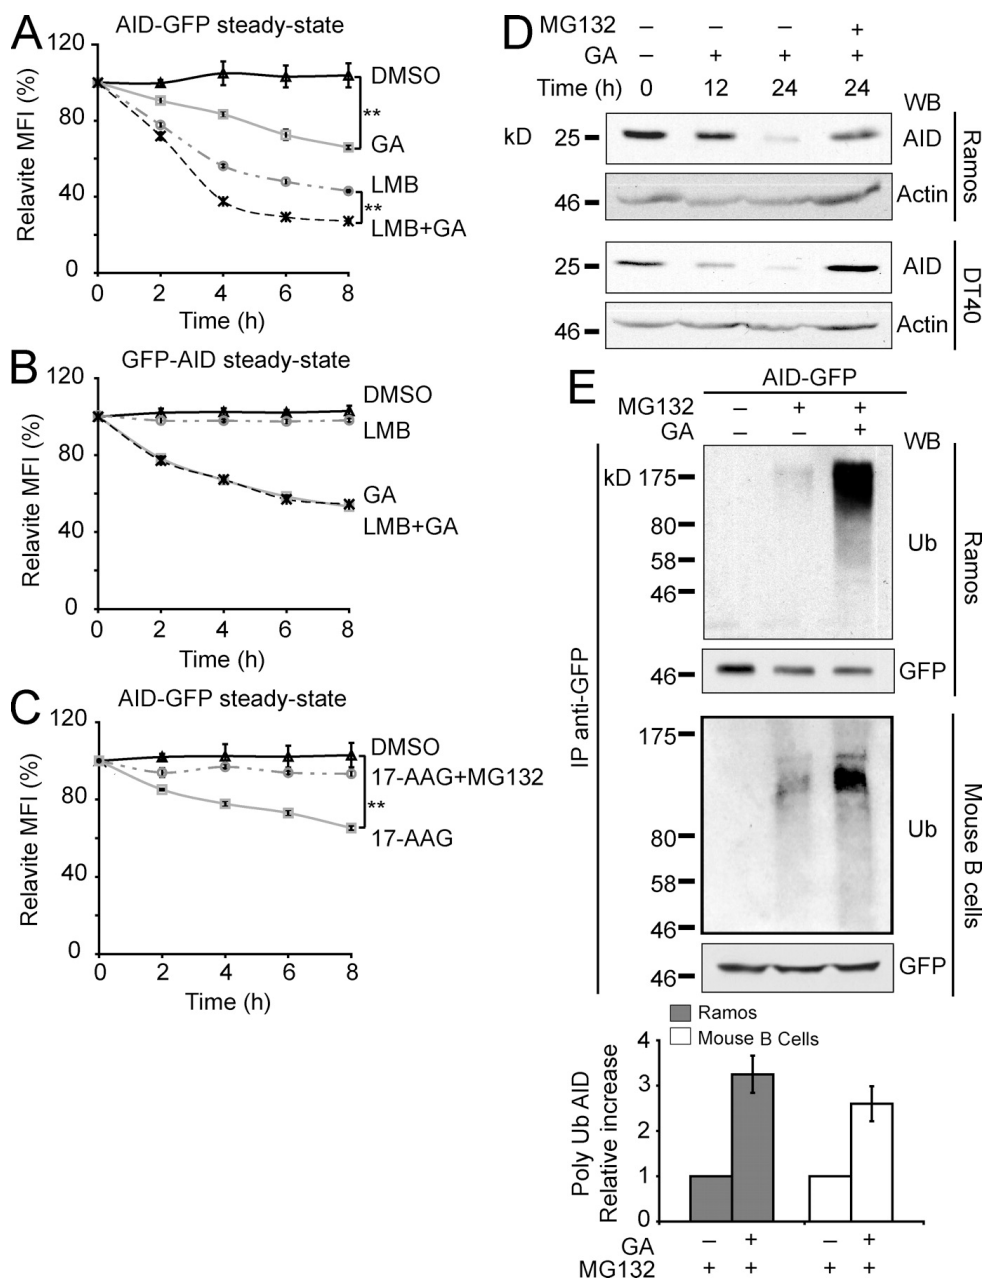 A
AID-GFP steady-state
Relavite MFI (%)
120
80
40
0
0 2 4 6 8
Time (h)
DMSO
**
GA
LMB
**
LMB+GA
B
GFP-AID steady-state
Relavite MFI (%)
120
80
40
0
0 2 4 6 8
Time (h)
DMSO
LMB
GA
LMB+GA
C
AID-GFP steady-state
Relavite MFI (%)
120
80
40
0
0 2 4 6 8
Time (h)
DMSO
17-AAG+MG132
**
17-AAG
D
MG132 – – – +
GA – + + +
Time (h) 0 12 24 24
WB
kD 25 AID
46 Actin
Ramos
25 AID
46 Actin
DT40
E
AID-GFP
MG132 – + +
GA – – +
WB
kD 175
80
58
46
Ub
46 GFP
Ramos
IP anti-GFP
175
80
58
46
Ub
46 GFP
Mouse B cells
Ramos
Mouse B Cells
Poly Ub AID
Relative increase
4
3
2
1
0
GA – + – +
MG132 + + + +